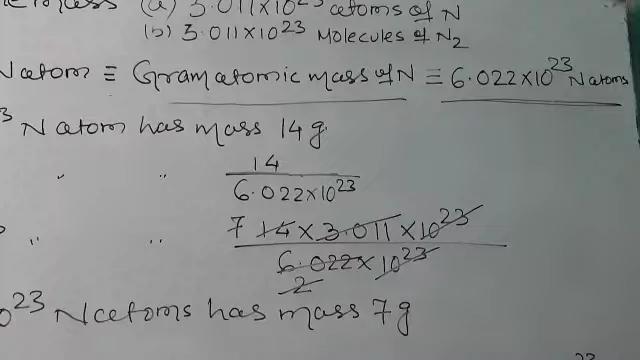 (a) 3.011×10²³ atoms of N
(b) 3.011×10²³ Molecules of N₂
N atom ≡ Gram atomic mass of N ≡ 6.022×10²³ N atoms
N atom has mass 14 g.
14
" " 6.022×10²³
7 14×3.011×10²³
" " 6.022×10²³
2
0²³ N atoms has mass 7g